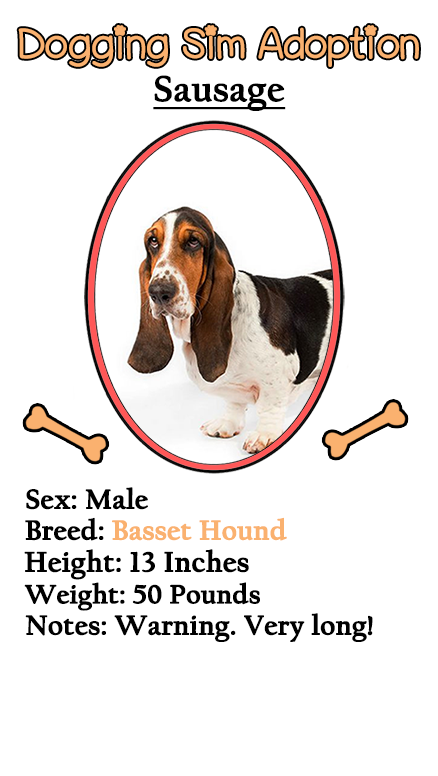 Dogging Sim Adoption
Sausage
Sex: Male
Breed: Basset Hound
Height: 13 Inches
Weight: 50 Pounds
Notes: Warning. Very long!